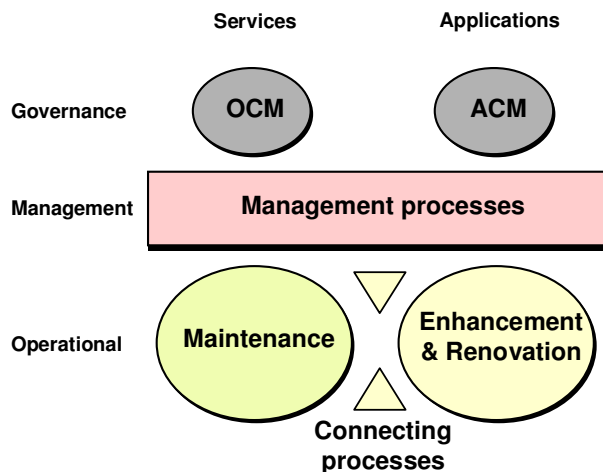 Services Applications
Governance OCM ACM
Management Management processes
Operational Maintenance Enhancement
& Renovation
Connecting
processes